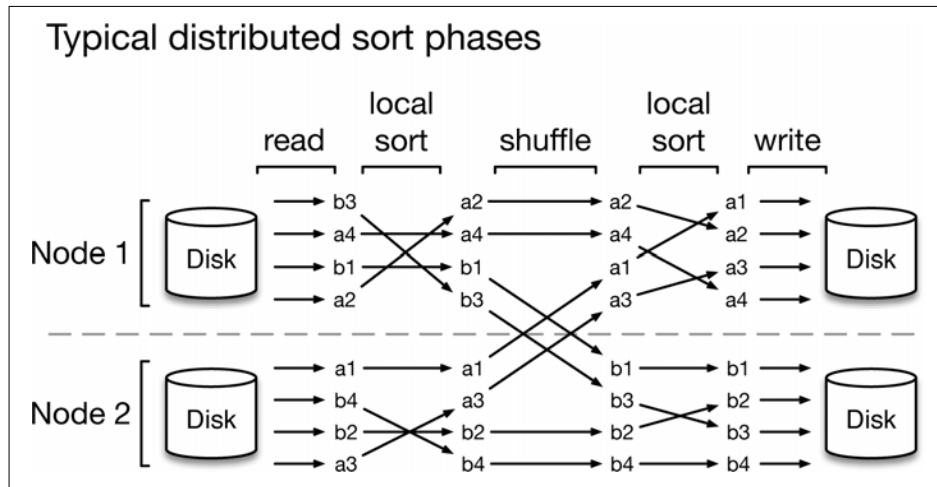 Typical distributed sort phases
read local sort shuffle local sort write
Node 1
Disk
b3 a2 a2 a1
a4 a4 a4 a2
b1 b1 a1 a3
a2 b3 a3 a4
Disk
Node 2
Disk
a1 a1 b1 b1
b4 a3 b3 b2
b2 b2 b2 b3
a3 b4 b4 b4
Disk